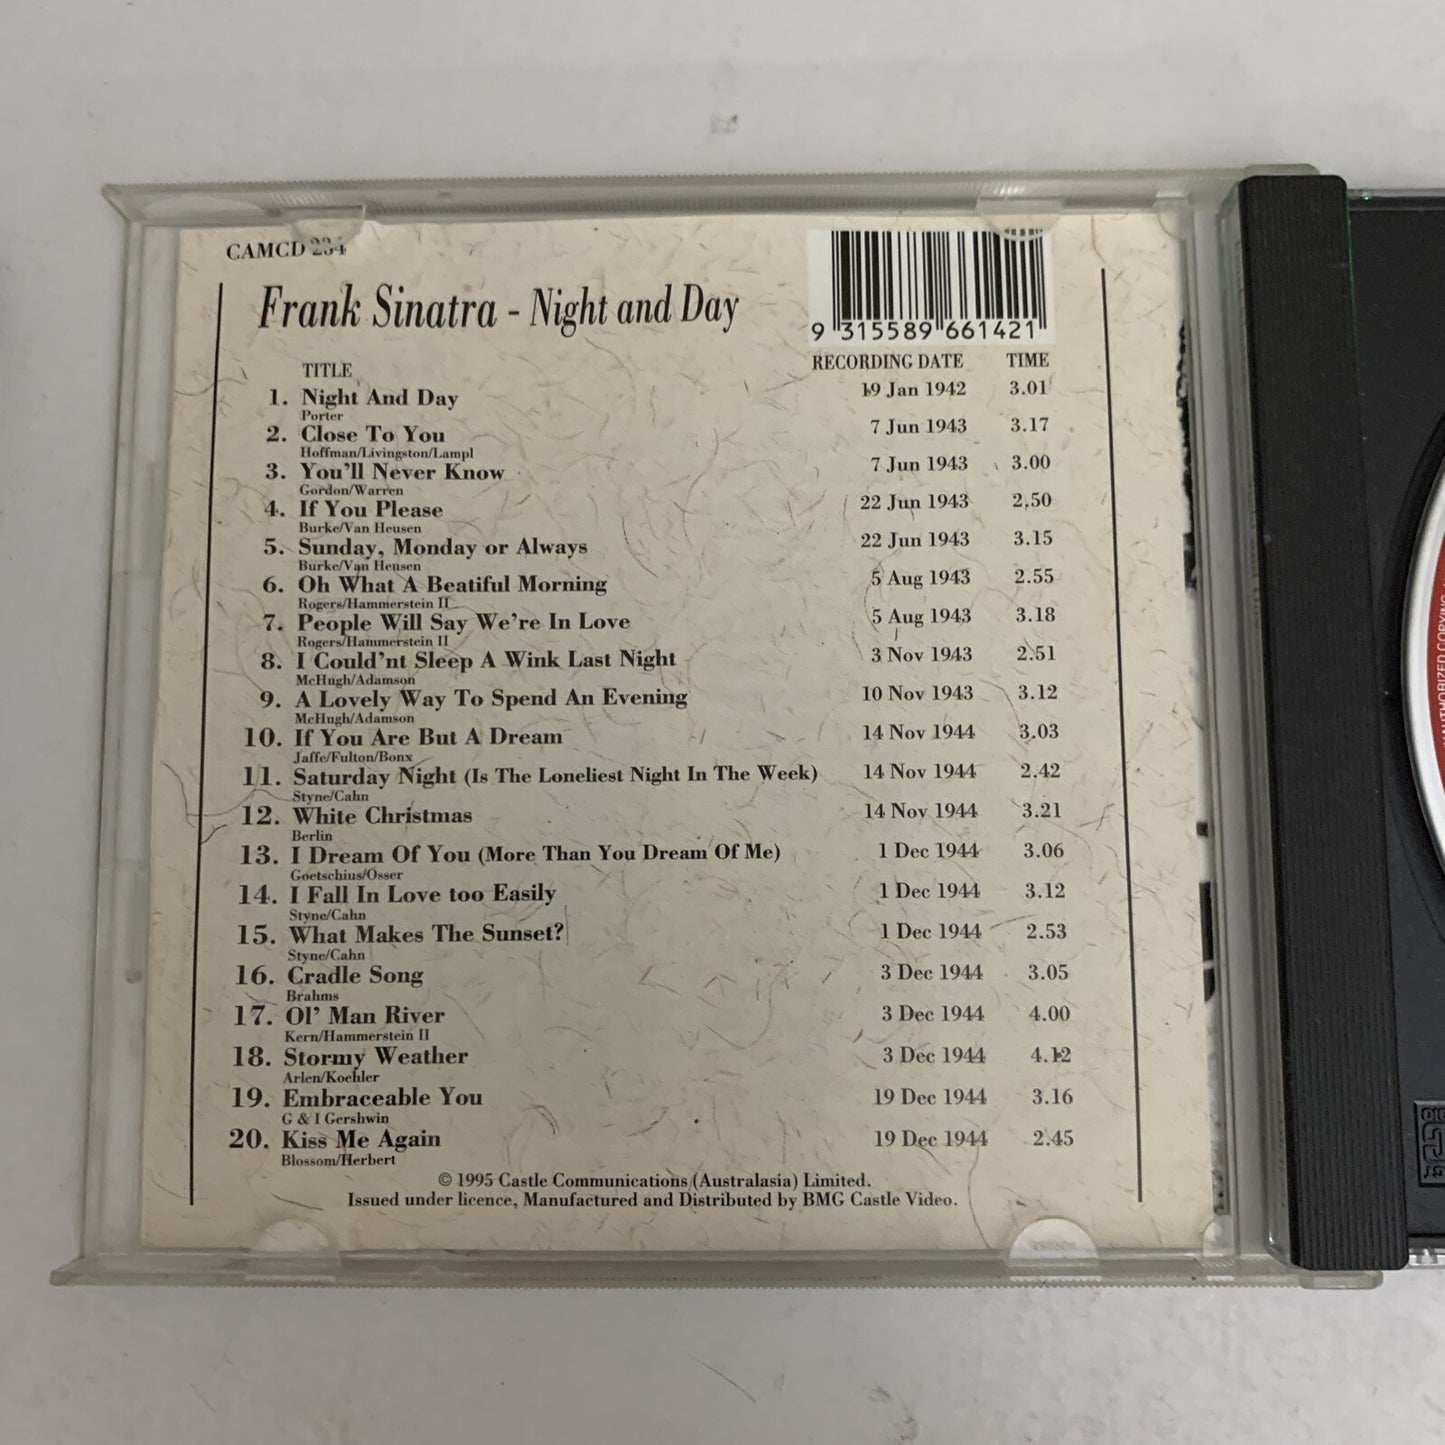 CAMCD 234
Frank Sinatra - Night and Day
9 315589 661421
TITLE RECORDING DATE TIME
1. Night And Day 19 Jan 1942 3.01
Porter
2. Close To You 7 Jun 1943 3.17
Hoffman/Livingston/Lampl
3. You'll Never Know 7 Jun 1943 3.00
Gordon/Warren
4. If You Please 22 Jun 1943 2.50
Burke/Van Heusen
5. Sunday, Monday or Always 22 Jun 1943 3.15
Burke/Van Heusen
6. Oh What A Beatiful Morning 5 Aug 1943 2.55
Rogers/Hammerstein II
7. People Will Say We're In Love 5 Aug 1943 3.18
Rogers/Hammerstein II
8. I Could'nt Sleep A Wink Last Night 3 Nov 1943 2.51
McHugh/Adamson
9. A Lovely Way To Spend An Evening 10 Nov 1943 3.12
McHugh/Adamson
10. If You Are But A Dream 14 Nov 1944 3.03
Jaffe/Fulton/Bonx
11. Saturday Night (Is The Loneliest Night In The Week) 14 Nov 1944 2.42
Styne/Cahn
12. White Christmas 14 Nov 1944 3.21
Berlin
13. I Dream Of You (More Than You Dream Of Me) 1 Dec 1944 3.06
Goetschius/Osser
14. I Fall In Love too Easily 1 Dec 1944 3.12
Styne/Cahn
15. What Makes The Sunset? 1 Dec 1944 2.53
Styne/Cahn
16. Cradle Song 3 Dec 1944 3.05
Brahms
17. Ol' Man River 3 Dec 1944 4.00
Kern/Hammerstein II
18. Stormy Weather 3 Dec 1944 4.12
Arlen/Koehler
19. Embraceable You 19 Dec 1944 3.16
G & I Gershwin
20. Kiss Me Again 19 Dec 1944 2.45
Blossom/Herbert
© 1995 Castle Communications (Australasia) Limited.
Issued under licence, Manufactured and Distributed by BMG Castle Video.
COPYING